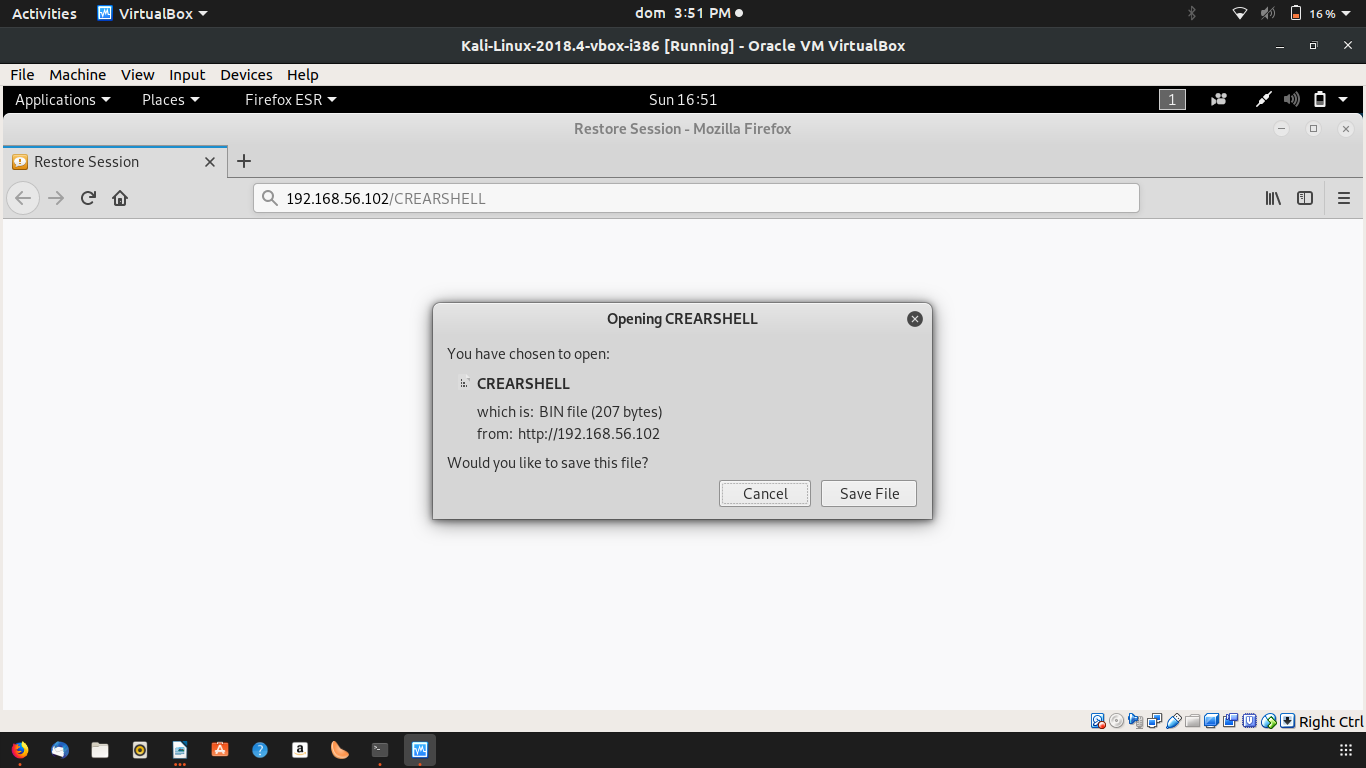 Activities VirtualBox dom 3:51 PM 16 %
Kali-Linux-2018.4-vbox-i386 [Running] - Oracle VM VirtualBox
File Machine View Input Devices Help
Applications Places Firefox ESR Sun 16:51 1
Restore Session - Mozilla Firefox
Restore Session
192.168.56.102/CREARSHELL
Opening CREARSHELL
You have chosen to open:
CREARSHELL
which is: BIN file (207 bytes)
from: http://192.168.56.102
Would you like to save this file?
Cancel Save File
Right Ctrl